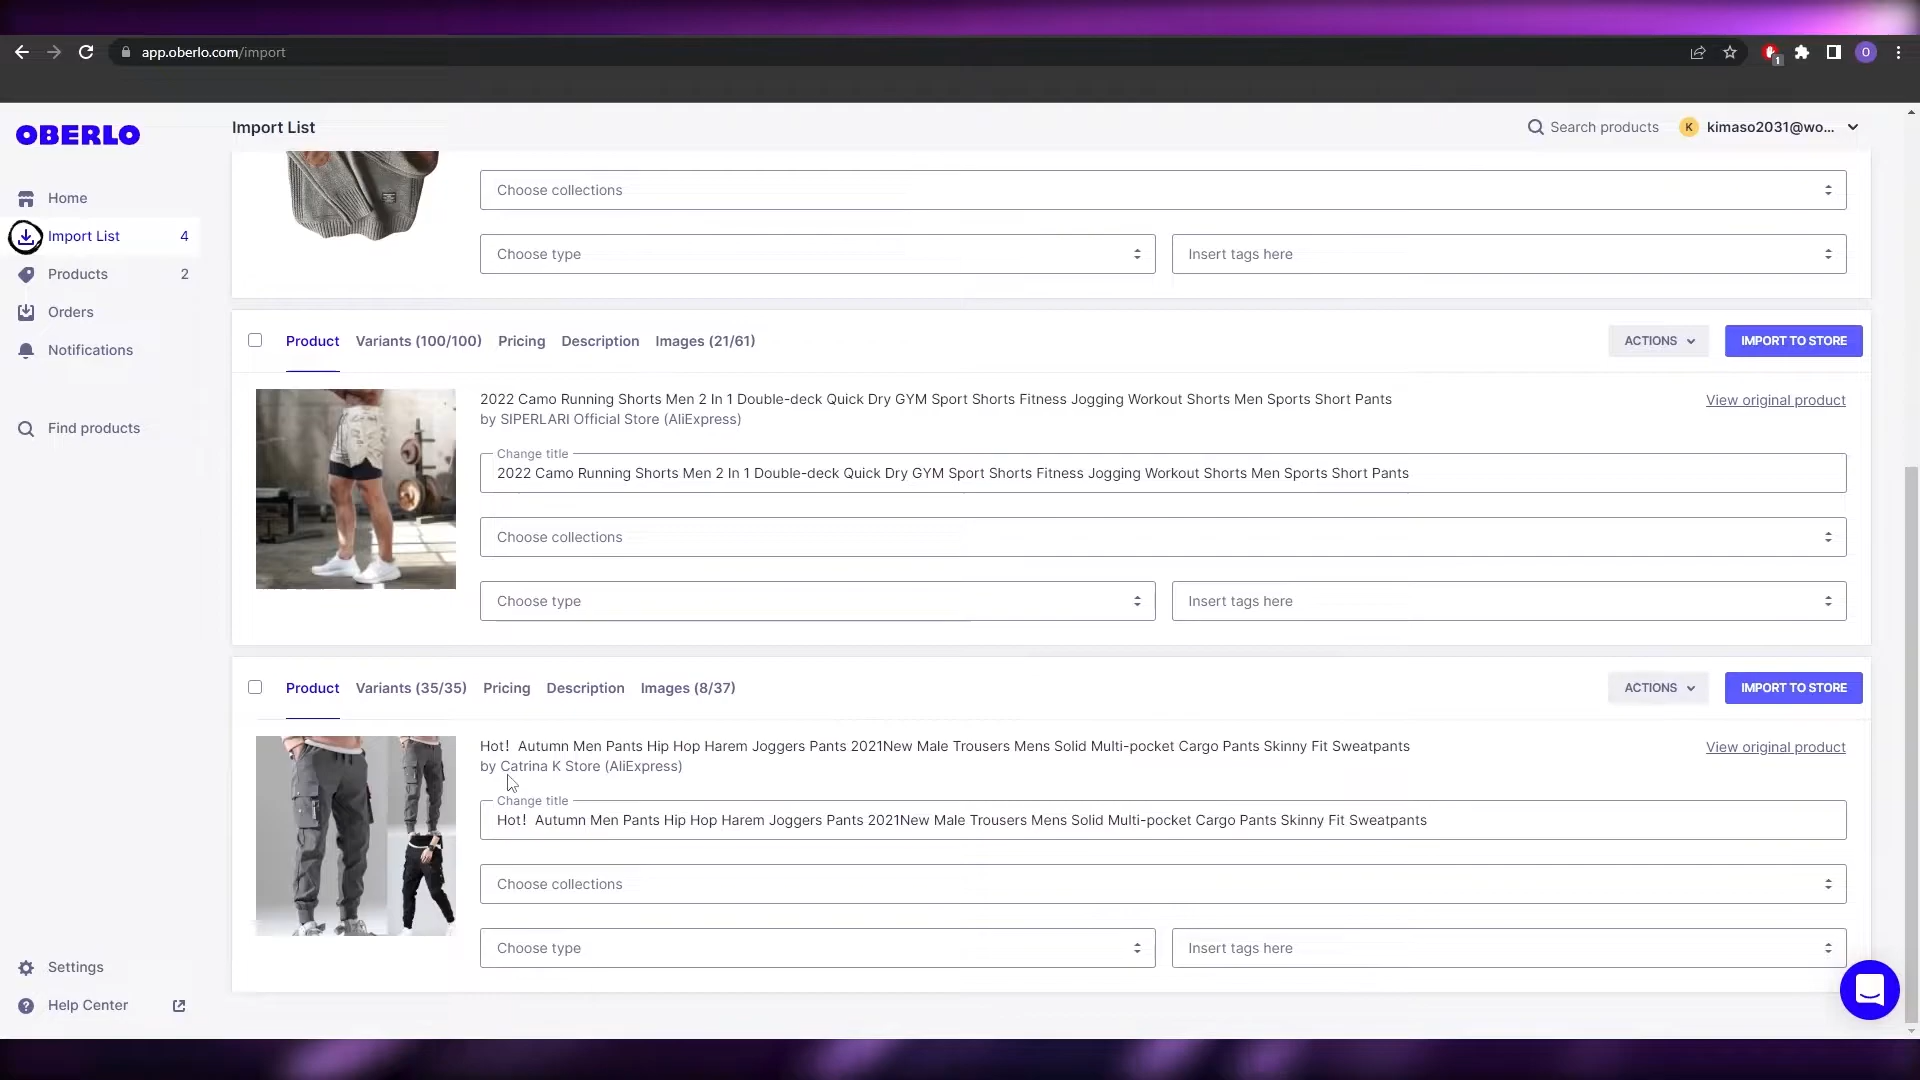 app.oberlo.com/import
1
O
OBERLO
Import List
Search products
K
kimaso2031@wo...
Home
Import List 4
Products 2
Orders
Notifications
Find products
Settings
Help Center
Choose collections
Choose type
Insert tags here
Product Variants (100/100) Pricing Description Images (21/61)
ACTIONS
IMPORT TO STORE
2022 Camo Running Shorts Men 2 In 1 Double-deck Quick Dry GYM Sport Shorts Fitness Jogging Workout Shorts Men Sports Short Pants
View original product
by SIPERLARI Official Store (AliExpress)
Change title
2022 Camo Running Shorts Men 2 In 1 Double-deck Quick Dry GYM Sport Shorts Fitness Jogging Workout Shorts Men Sports Short Pants
Choose collections
Choose type
Insert tags here
Product Variants (35/35) Pricing Description Images (8/37)
ACTIONS
IMPORT TO STORE
Hot！Autumn Men Pants Hip Hop Harem Joggers Pants 2021New Male Trousers Mens Solid Multi-pocket Cargo Pants Skinny Fit Sweatpants
View original product
by Catrina K Store (AliExpress)
Change title
Hot！Autumn Men Pants Hip Hop Harem Joggers Pants 2021New Male Trousers Mens Solid Multi-pocket Cargo Pants Skinny Fit Sweatpants
Choose collections
Choose type
Insert tags here